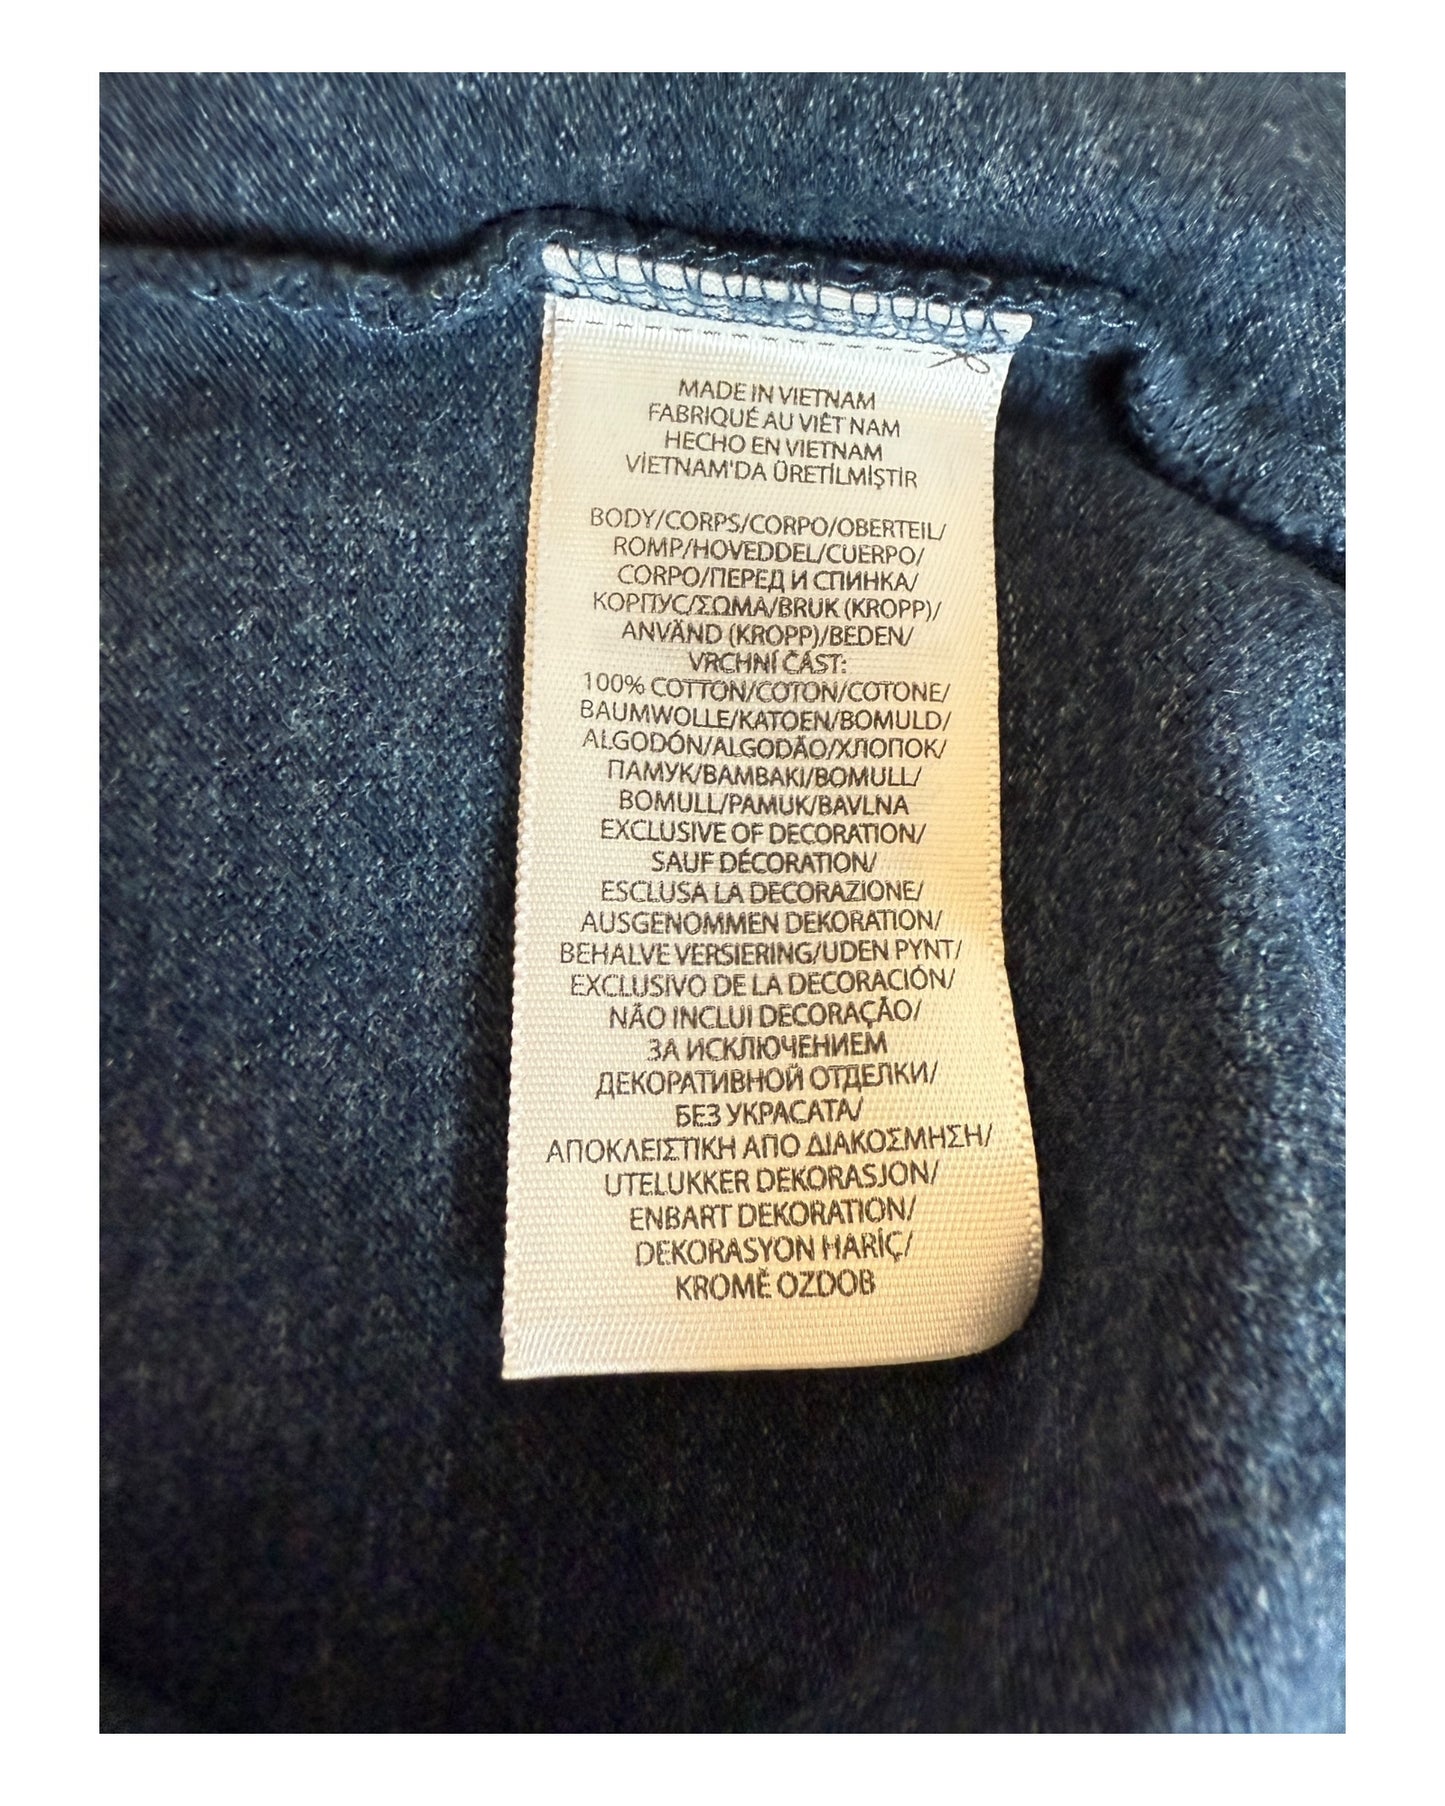 MADE IN VIETNAM
FABRIQUÉ AU VIÊT NAM
HECHO EN VIETNAM
VİETNAM'DA ÜRETİLMİŞTİR
BODY/CORPS/CORPO/OBERTEIL/
ROMP/HOVEDDEL/CUERPO/
CORPO/ПЕРЕД И СПИНКА/
КОРПУС/ΣΩΜΑ/BRUK (KROPP)/
ANVÄND (KROPP)/BEDEN/
VRCHNÍ ČÁST:
100% COTTON/COTON/COTONE/
BAUMWOLLE/KATOEN/BOMULD/
ALGODÓN/ALGODÃO/ХЛОПОК/
ПАМУК/ΒΑΜΒΑΚΙ/BOMULL/
BOMULL/PAMUK/BAVLNA
EXCLUSIVE OF DECORATION/
SAUF DÉCORATION/
ESCLUSA LA DECORAZIONE/
AUSGENOMMEN DEKORATION/
BEHALVE VERSIERING/UDEN PYNT/
EXCLUSIVO DE LA DECORACIÓN/
NÃO INCLUI DECORAÇÃO/
ЗА ИСКЛЮЧЕНИЕМ
ДЕКОРАТИВНОЙ ОТДЕЛКИ/
БЕЗ УКРАСАТА/
ΑΠΟΚΛΕΙΣΤΙΚΗ ΑΠΟ ΔΙΑΚΟΣΜΗΣΗ/
UTELUKKER DEKORASJON/
ENBART DEKORATION/
DEKORASYON HARİÇ/
KROMĚ OZDOB